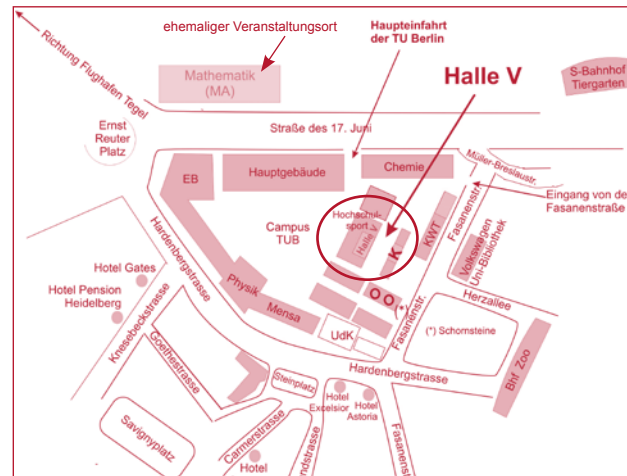 ehemaliger Veranstaltungsort
Haupteinfahrt
der TU Berlin
Richtung Flughafen Tegel
Mathematik
(MA)
Halle V
S-Bahnhof
Tiergarten
Ernst
Reuter
Platz
Straße des 17. Juni
Müller-Breslaustr.
EB
Hauptgebäude
Chemie
Eingang von der
Fasanenstraße
Fasanenstr.
Hochschul-
sport
Halle V
Campus
TUB
K
KWT
Volkswagen
Uni-Bibliothek
Hardenbergstrasse
Hotel Gates
Hotel Pension
Heidelberg
Knesebeckstrasse
Physik
Mensa
O O
(*)
Fasanenstr.
Herzallee
(*) Schornsteine
Goethestrasse
UdK
Hardenbergstrasse
Bhf Zoo
Steinplatz
Savignyplatz
Carmerstrasse
Hotel
Excelsior
Hotel
Astoria
ndstrasse
Fasanenst
Hotel